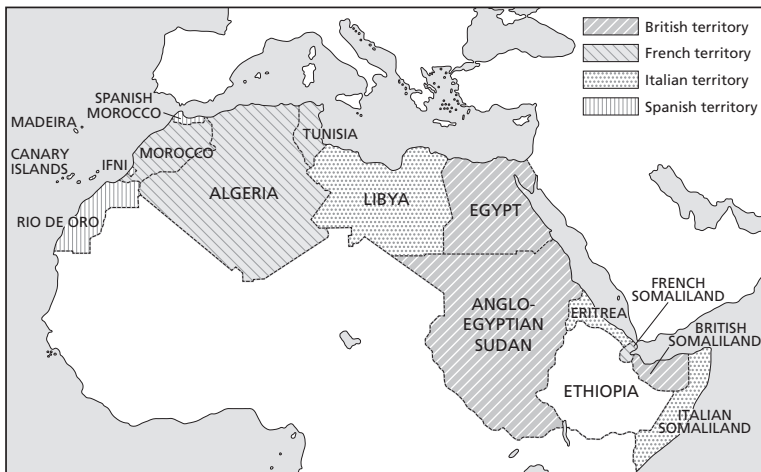 British territory
French territory
Italian territory
Spanish territory
SPANISH
MOROCCO
MADEIRA
TUNISIA
CANARY
ISLANDS
IFNI
MOROCCO
ALGERIA
LIBYA
EGYPT
RIO DE ORO
FRENCH
SOMALILAND
ANGLO-
EGYPTIAN
SUDAN
ERITREA
BRITISH
SOMALILAND
ETHIOPIA
ITALIAN
SOMALILAND